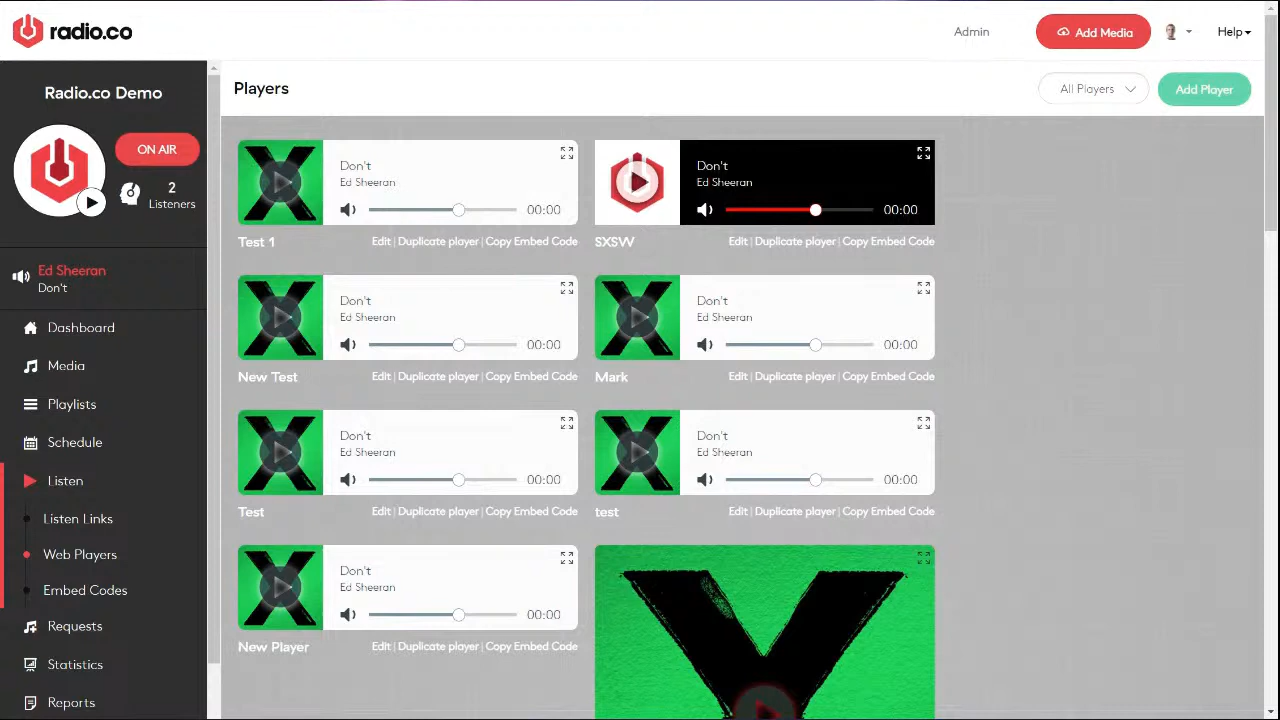 radio.co
Admin
Add Media
Help
Radio.co Demo
ON AIR
2
Listeners
Ed Sheeran
Don't
Dashboard
Media
Playlists
Schedule
Listen
Listen Links
Web Players
Embed Codes
Requests
Statistics
Reports
Players
All Players
Add Player
Don't
Ed Sheeran
00:00
Test 1
Edit | Duplicate player | Copy Embed Code
Don't
Ed Sheeran
00:00
SXSW
Edit | Duplicate player | Copy Embed Code
Don't
Ed Sheeran
00:00
New Test
Edit | Duplicate player | Copy Embed Code
Don't
Ed Sheeran
00:00
Mark
Edit | Duplicate player | Copy Embed Code
Don't
Ed Sheeran
00:00
Test
Edit | Duplicate player | Copy Embed Code
Don't
Ed Sheeran
00:00
test
Edit | Duplicate player | Copy Embed Code
Don't
Ed Sheeran
00:00
New Player
Edit | Duplicate player | Copy Embed Code